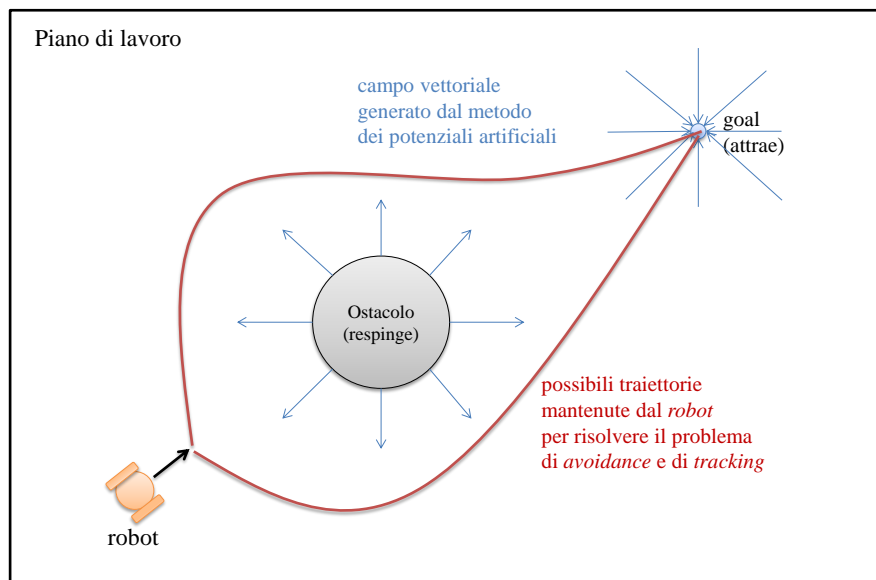 Piano di lavoro
campo vettoriale
generato dal metodo
dei potenziali artificiali
goal
(attrae)
Ostacolo
(respinge)
possibili traiettorie
mantenute dal robot
per risolvere il problema
di avoidance e di tracking
robot